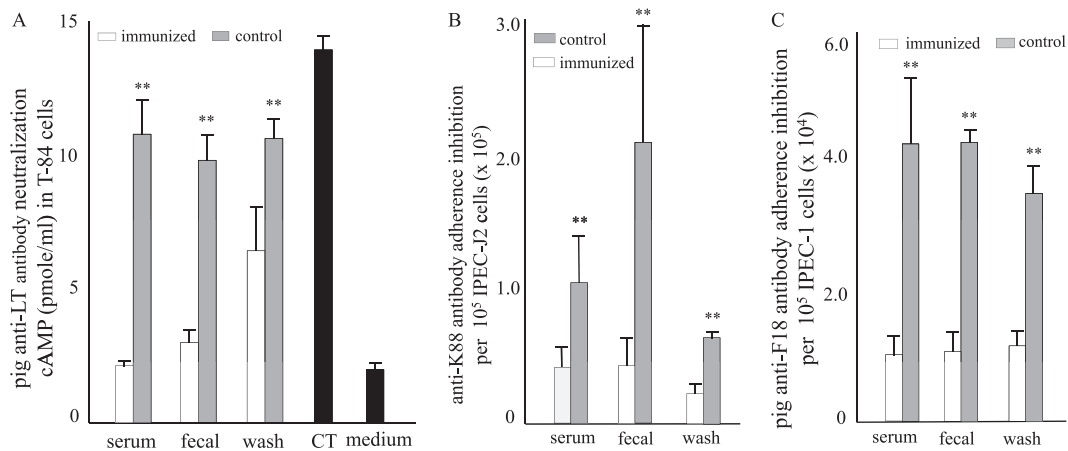 A
pig anti-LT antibody neutralization
cAMP (pmole/ml) in T-84 cells
15
10
5
0
immunized
control
**
**
**
serum
fecal
wash
CT
medium
B
anti-K88 antibody adherence inhibition
per 10⁵ IPEC-J2 cells (x 10⁵)
3.0
2.0
1.0
0
control
immunized
**
**
**
serum
fecal
wash
C
pig anti-F18 antibody adherence inhibition
per 10⁵ IPEC-1 cells (x 10⁴)
6.0
4.0
2.0
0
immunized
control
**
**
**
serum
fecal
wash